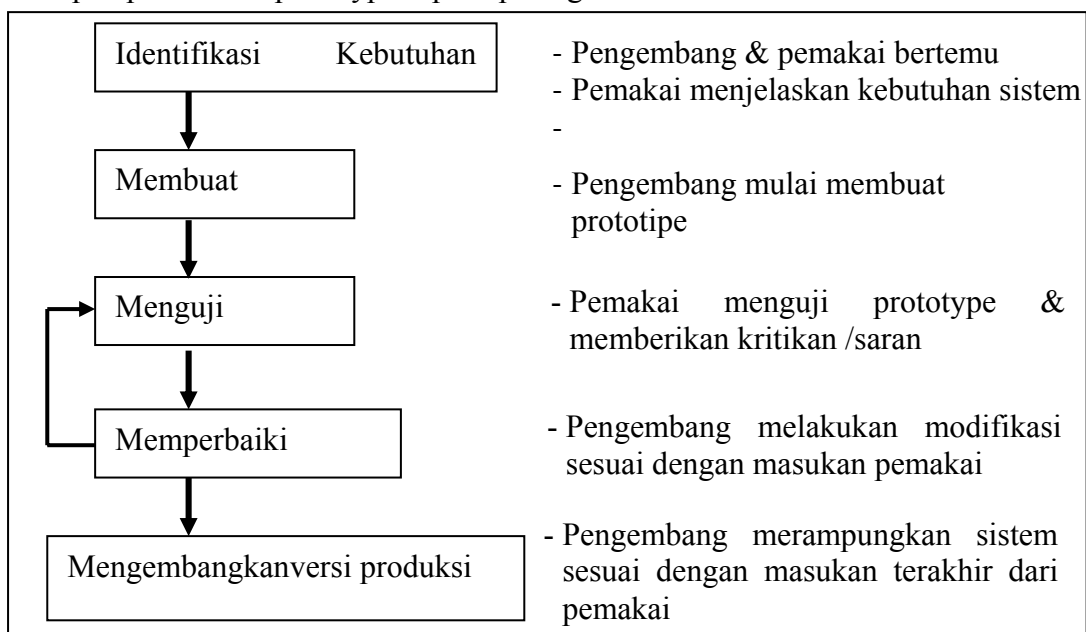 Identifikasi Kebutuhan
- Pengembang & pemakai bertemu
- Pemakai menjelaskan kebutuhan sistem
-
Membuat
- Pengembang mulai membuat
prototipe
Menguji
- Pemakai menguji prototype &
memberikan kritikan /saran
Memperbaiki
- Pengembang melakukan modifikasi
sesuai dengan masukan pemakai
Mengembangkanversi produksi
- Pengembang merampungkan sistem
sesuai dengan masukan terakhir dari
pemakai